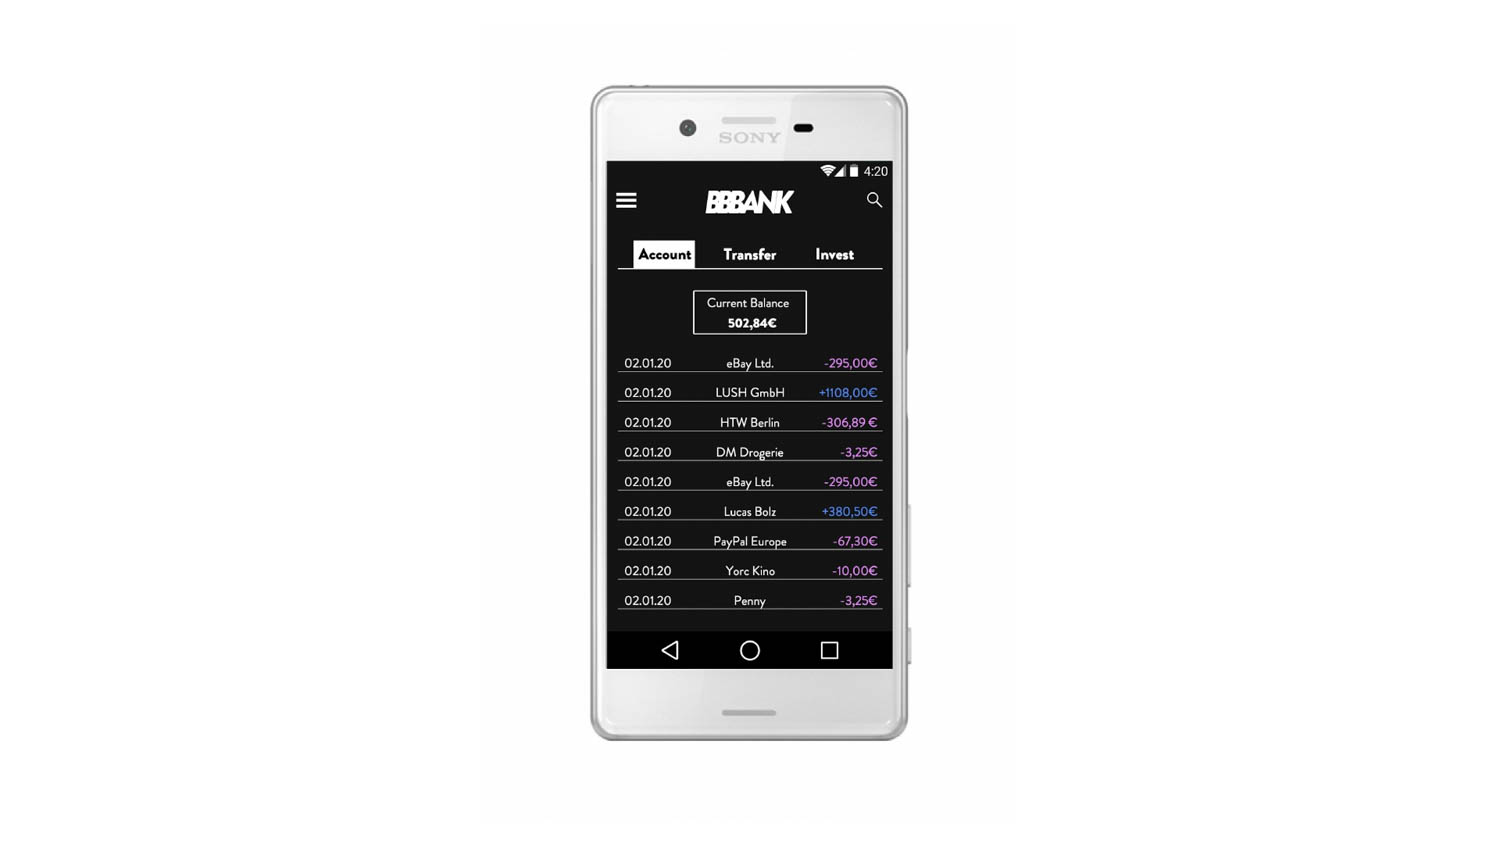 SONY
4:20
BBBANK
Account Transfer Invest
Current Balance
502,84€
02.01.20 eBay Ltd. -295,00€
02.01.20 LUSH GmbH +1108,00€
02.01.20 HTW Berlin -306,89 €
02.01.20 DM Drogerie -3,25€
02.01.20 eBay Ltd. -295,00€
02.01.20 Lucas Bolz +380,50€
02.01.20 PayPal Europe -67,30€
02.01.20 Yorc Kino -10,00€
02.01.20 Penny -3,25€